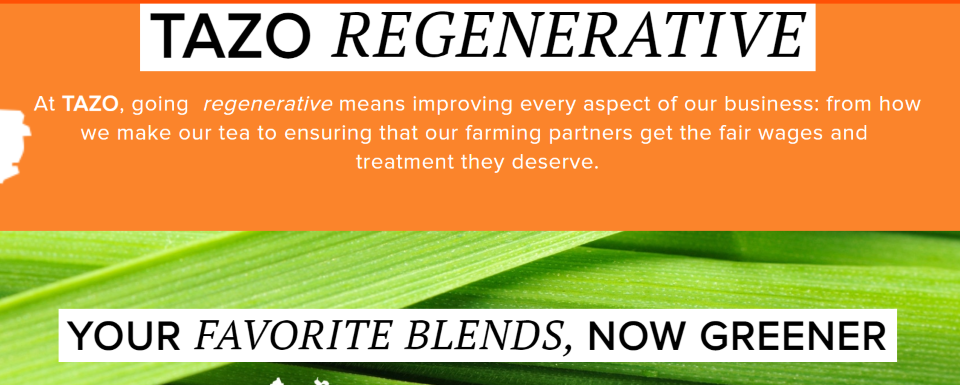 TAZO REGENERATIVE
At TAZO, going regenerative means improving every aspect of our business: from how
we make our tea to ensuring that our farming partners get the fair wages and
treatment they deserve.
YOUR FAVORITE BLENDS, NOW GREENER